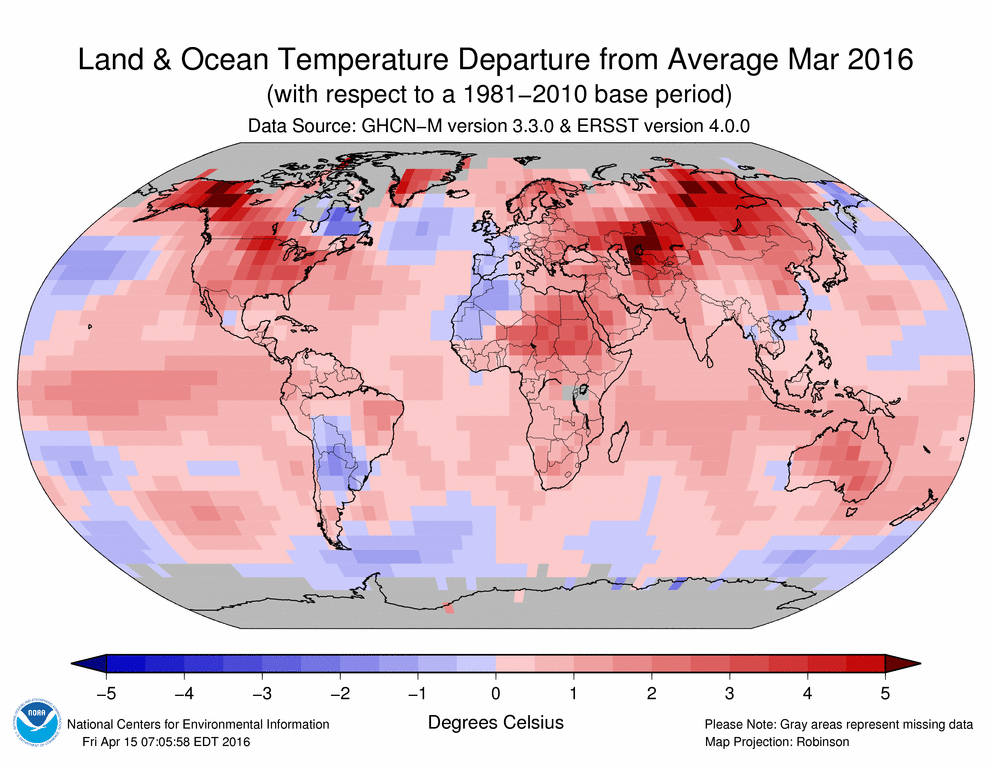 Land & Ocean Temperature Departure from Average Mar 2016
(with respect to a 1981−2010 base period)
Data Source: GHCN−M version 3.3.0 & ERSST version 4.0.0
−5 −4 −3 −2 −1 0 1 2 3 4 5
Degrees Celsius
NOAA
National Centers for Environmental Information
Fri Apr 15 07:05:58 EDT 2016
Please Note: Gray areas represent missing data
Map Projection: Robinson